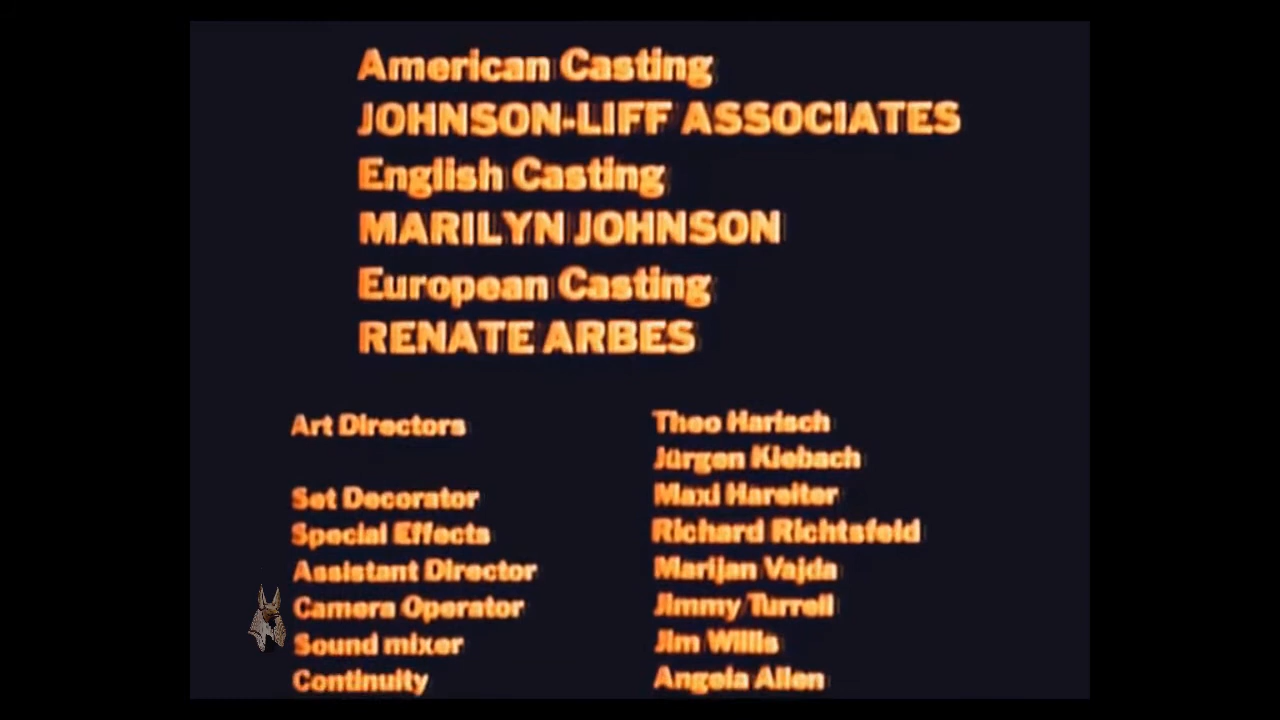 American Casting
JOHNSON-LIFF ASSOCIATES
English Casting
MARILYN JOHNSON
European Casting
RENATE ARBES
Art Directors Theo Harisch
Jürgen Kiebach
Set Decorator Maxi Hareiter
Special Effects Richard Richtsfeld
Assistant Director Marijan Vajda
Camera Operator Jimmy Turrell
Sound mixer Jim Willis
Continuity Angela Allen